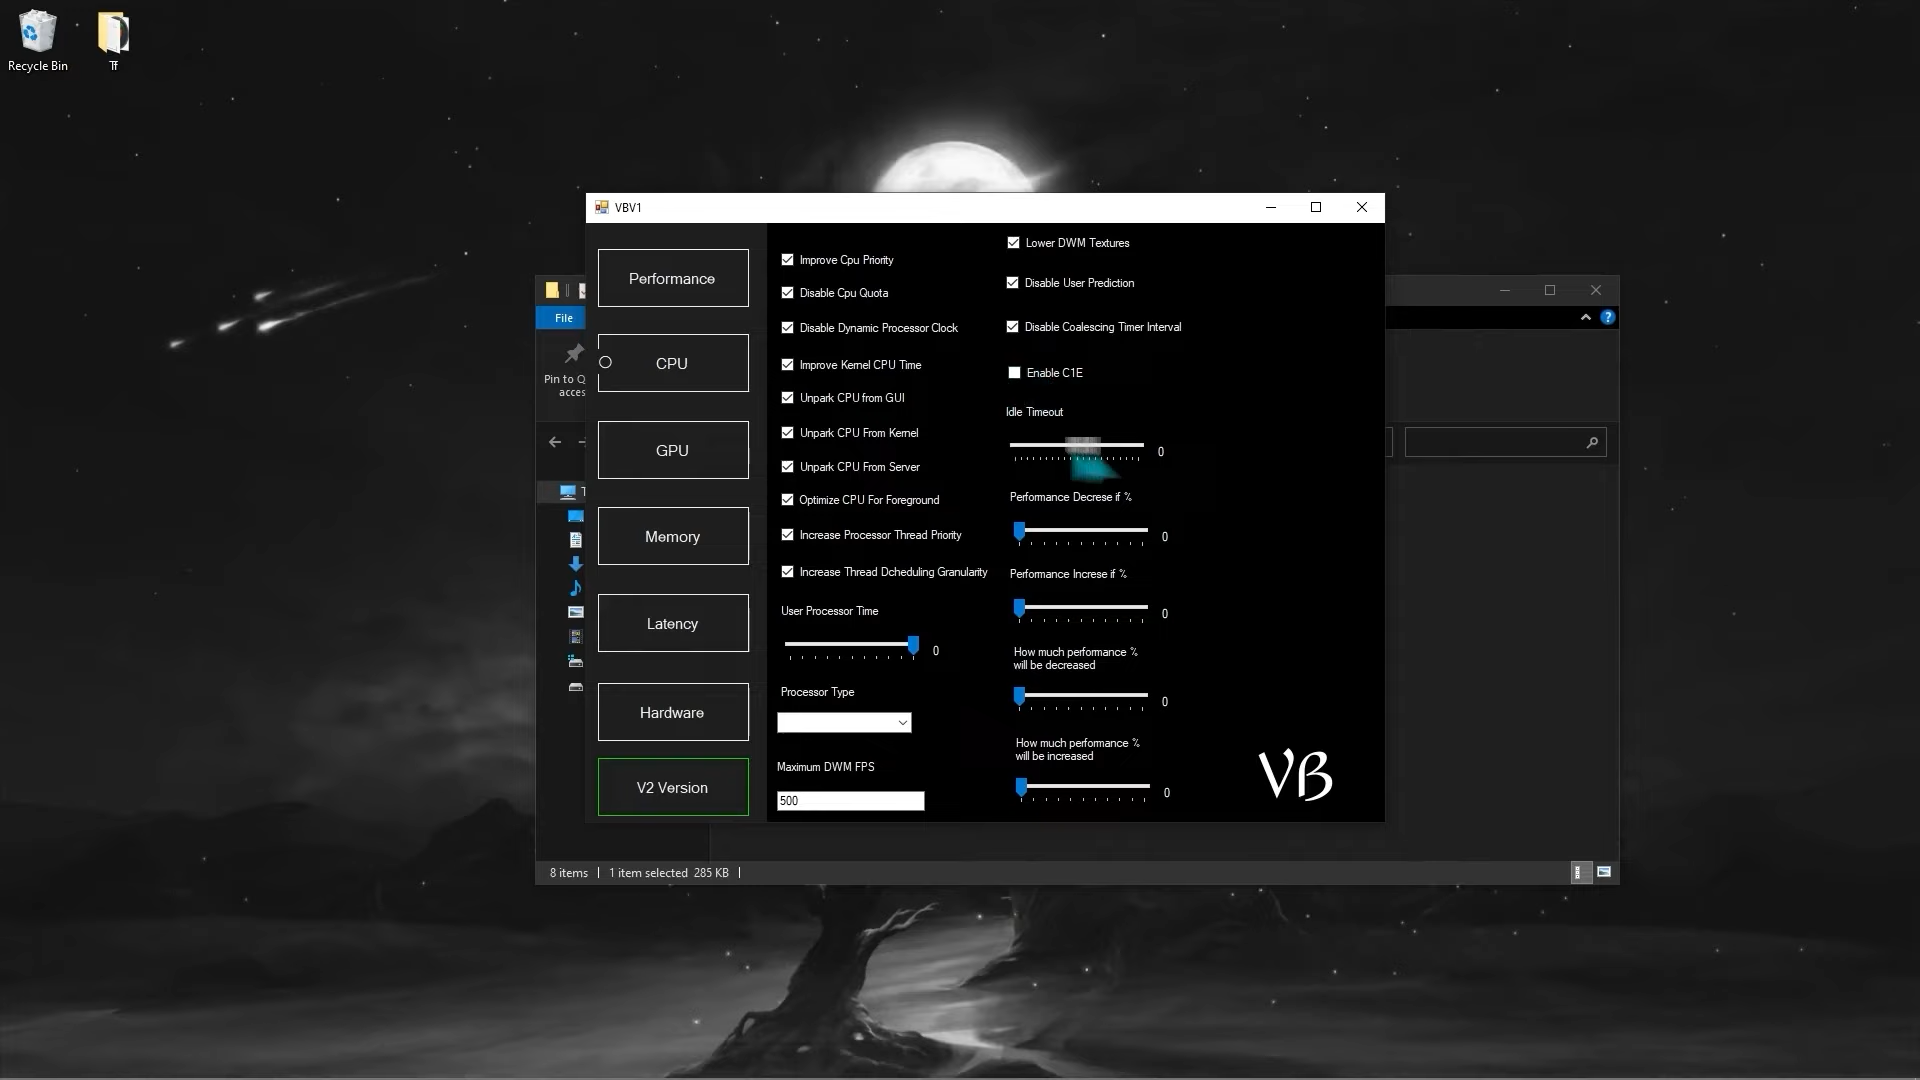 Recycle Bin
Tf
VBV1
File
Pin to Q
acces
Performance
CPU
GPU
Memory
Latency
Hardware
V2 Version
Improve Cpu Priority
Disable Cpu Quota
Disable Dynamic Processor Clock
Improve Kernel CPU Time
Unpark CPU from GUI
Unpark CPU From Kernel
Unpark CPU From Server
Optimize CPU For Foreground
Increase Processor Thread Priority
Increase Thread Dcheduling Granularity
User Processor Time
0
Processor Type
Maximum DWM FPS
500
Lower DWM Textures
Disable User Prediction
Disable Coalescing Timer Interval
Enable C1E
Idle Timeout
0
Performance Decrese if %
0
Performance Increse if %
0
How much performance %
will be decreased
0
How much performance %
will be increased
0
VB
8 items
1 item selected 285 KB